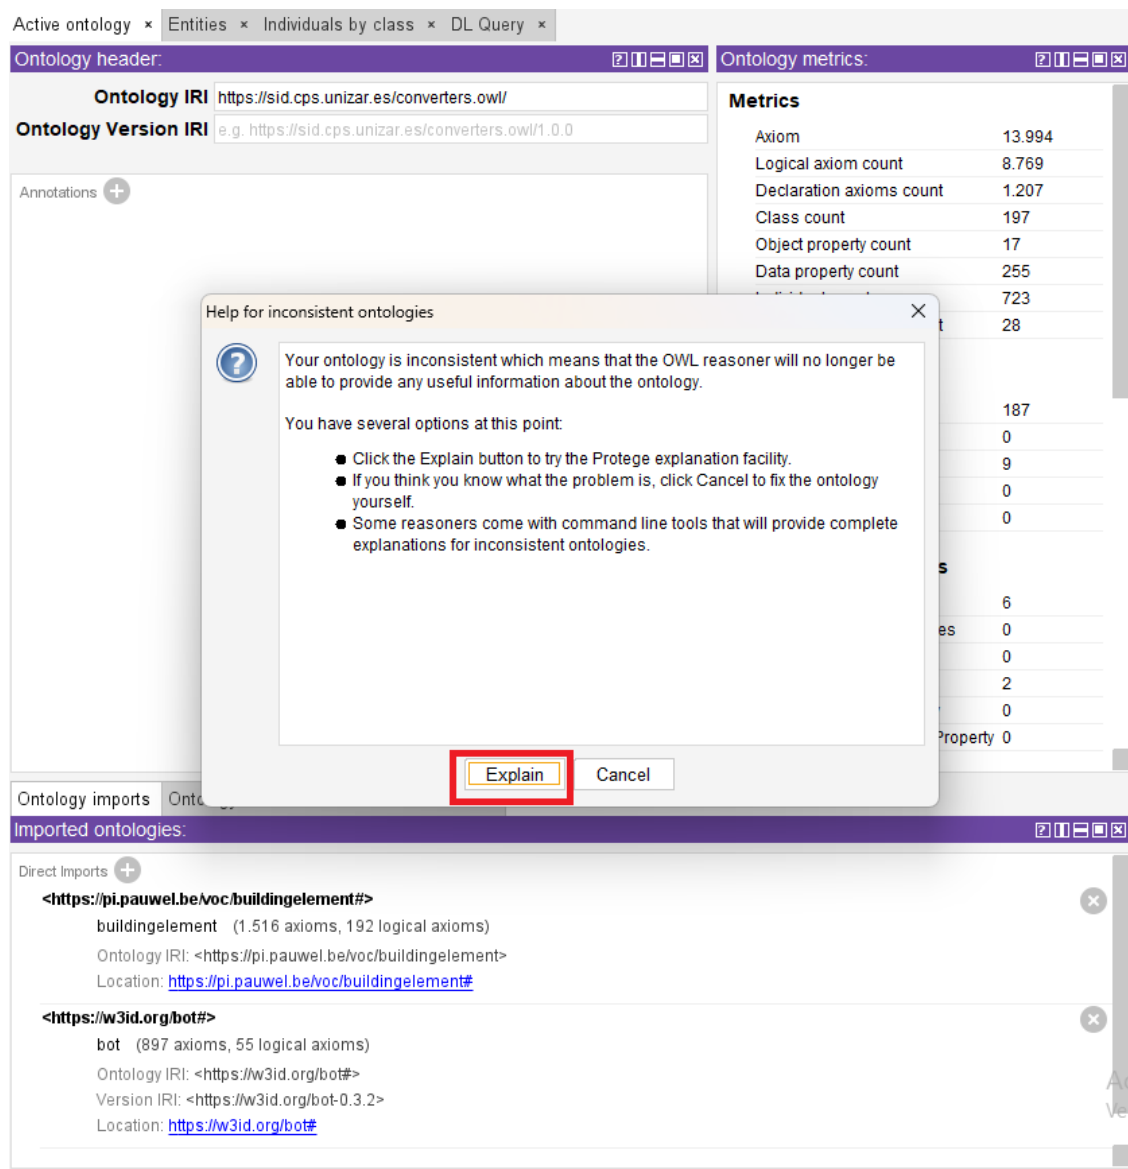 Active ontology × Entities × Individuals by class × DL Query ×
Ontology header:
Ontology IRI https://sid.cps.unizar.es/converters.owl/
Ontology Version IRI e.g. https://sid.cps.unizar.es/converters.owl/1.0.0
Annotations
Ontology metrics:
Metrics
Axiom 13.994
Logical axiom count 8.769
Declaration axioms count 1.207
Class count 197
Object property count 17
Data property count 255
723
t 28
187
0
9
0
0
s
6
es 0
0
2
0
Property 0
Help for inconsistent ontologies
Your ontology is inconsistent which means that the OWL reasoner will no longer be
able to provide any useful information about the ontology.
You have several options at this point:
● Click the Explain button to try the Protege explanation facility.
● If you think you know what the problem is, click Cancel to fix the ontology
yourself.
● Some reasoners come with command line tools that will provide complete
explanations for inconsistent ontologies.
Explain Cancel
Ontology imports
Imported ontologies:
Direct Imports
<https://pi.pauwel.be/voc/buildingelement#>
buildingelement (1.516 axioms, 192 logical axioms)
Ontology IRI: <https://pi.pauwel.be/voc/buildingelement>
Location: https://pi.pauwel.be/voc/buildingelement#
<https://w3id.org/bot#>
bot (897 axioms, 55 logical axioms)
Ontology IRI: <https://w3id.org/bot#>
Version IRI: <https://w3id.org/bot-0.3.2>
Location: https://w3id.org/bot#